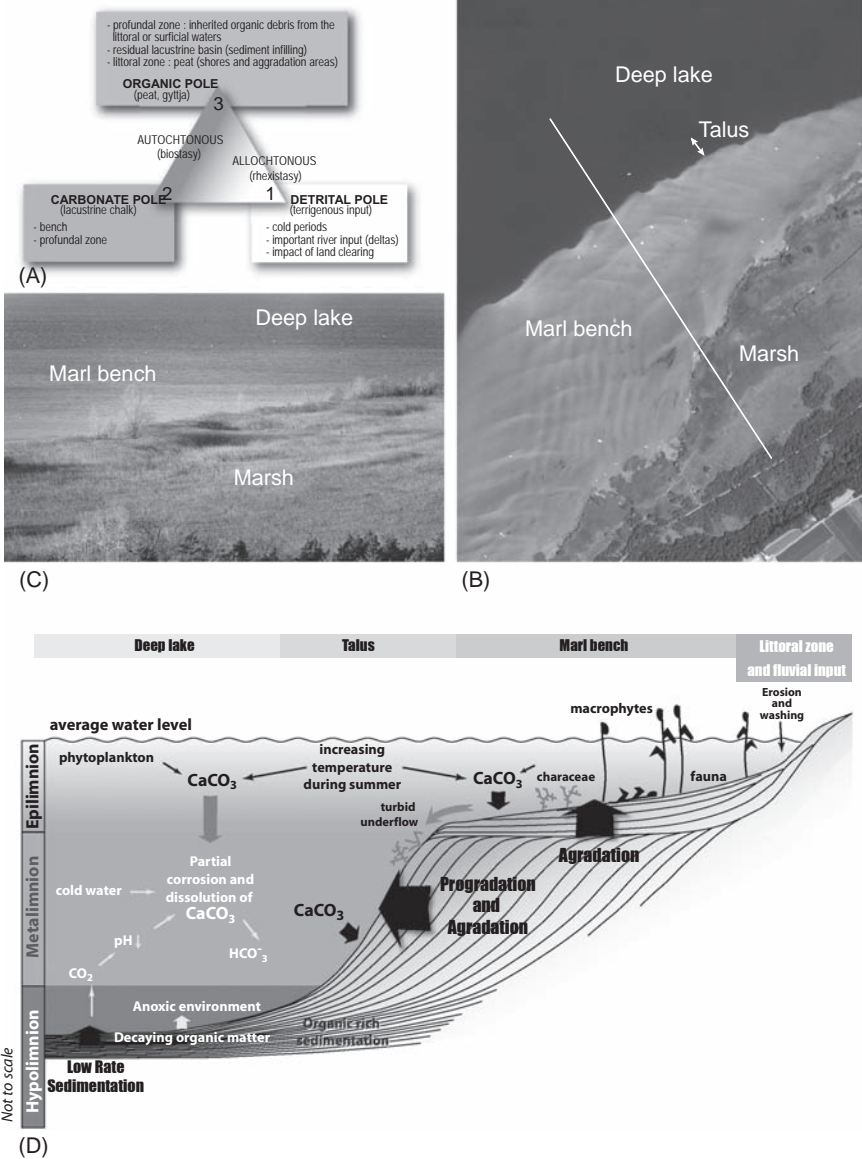 - profundal zone : inherited organic debris from the
littoral or surficial waters
- residual lacustrine basin (sediment infilling)
- littoral zone : peat (shores and aggradation areas)
ORGANIC POLE
(peat, gyttja)
3
AUTOCHTONOUS
(biostasy)
ALLOCHTONOUS
(rhexistasy)
CARBONATE POLE
2
(lacustrine chalk)
- bench
- profundal zone
1
DETRITAL POLE
(terrigenous input)
- cold periods
- important river input (deltas)
- impact of land clearing
(A)
Deep lake
Talus
Marl bench
Marsh
(B)
Deep lake
Marl bench
Marsh
(C)
Deep lake
Talus
Marl bench
Littoral zone
and fluvial input
Erosion
and
washing
macrophytes
average water level
phytoplankton
CaCO3
increasing
temperature
during summer
CaCO3
characeae
fauna
turbid
underflow
Agradation
Epilimnion
Partial
corrosion and
dissolution of
CaCO3
cold water
pH
HCO-3
CO2
CaCO3
Progradation
and
Agradation
Metalimnion
Anoxic environment
Decaying organic matter
Organic rich
sedimentation
Low Rate
Sedimentation
Hypolimnion
Not to scale
(D)